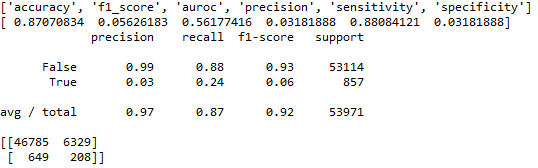 ['accuracy', 'f1_score', 'auroc', 'precision', 'sensitivity', 'specificity']
[ 0.87070834 0.05626183 0.56177416 0.03181888 0.88084121 0.03181888]
precision recall f1-score support
False 0.99 0.88 0.93 53114
True 0.03 0.24 0.06 857
avg / total 0.97 0.87 0.92 53971
[[46785 6329]
[ 649 208]]